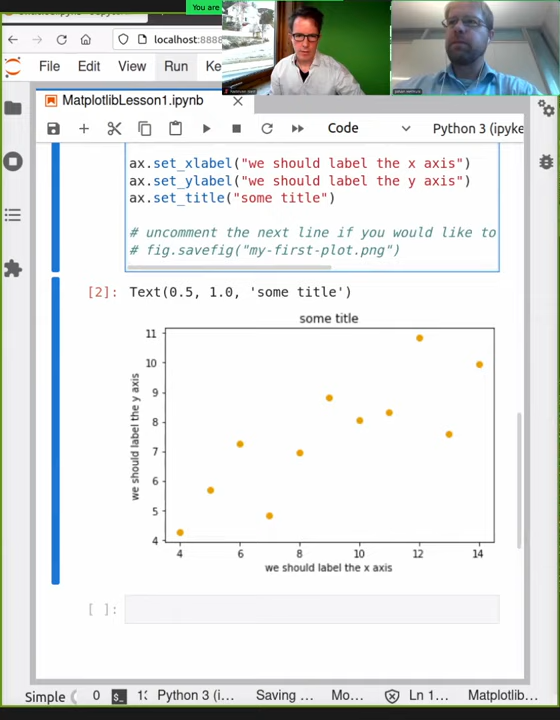 You are
localhost:8888
File Edit View Run Ke
MatplotlibLesson1.ipynb
Code Python 3 (ipyke
ax.set_xlabel("we should label the x axis")
ax.set_ylabel("we should label the y axis")
ax.set_title("some title")
# uncomment the next line if you would like to
# fig.savefig("my-first-plot.png")
[2]: Text(0.5, 1.0, 'some title')
some title
we should label the y axis
11
10
9
8
7
6
5
4
4 6 8 10 12 14
we should label the x axis
[ ]:
Simple 0 Python 3 (i... Saving ... Mo... Ln 1... Matplotlib...